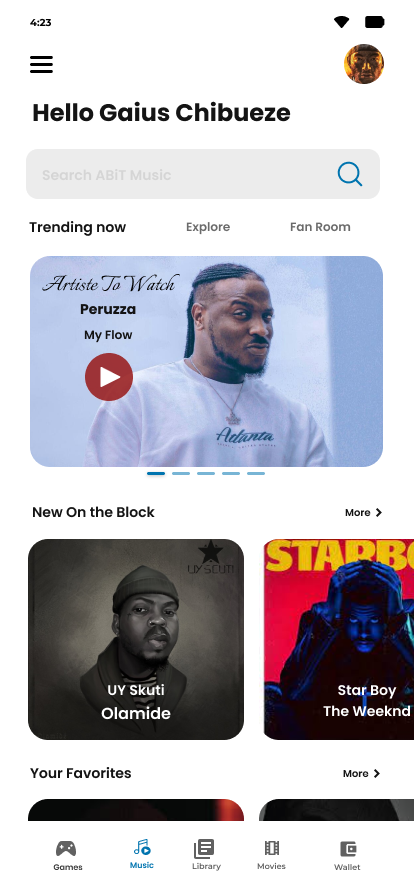 4:23
Hello Gaius Chibueze
Search ABiT Music
Trending now Explore Fan Room
Artiste To Watch
Peruzza
My Flow
Adanta
New On the Block More
UY SCUTI
STARBO
UY Skuti
Olamide
Star Boy
The Weeknd
Your Favorites More
Games Music Library Movies Wallet